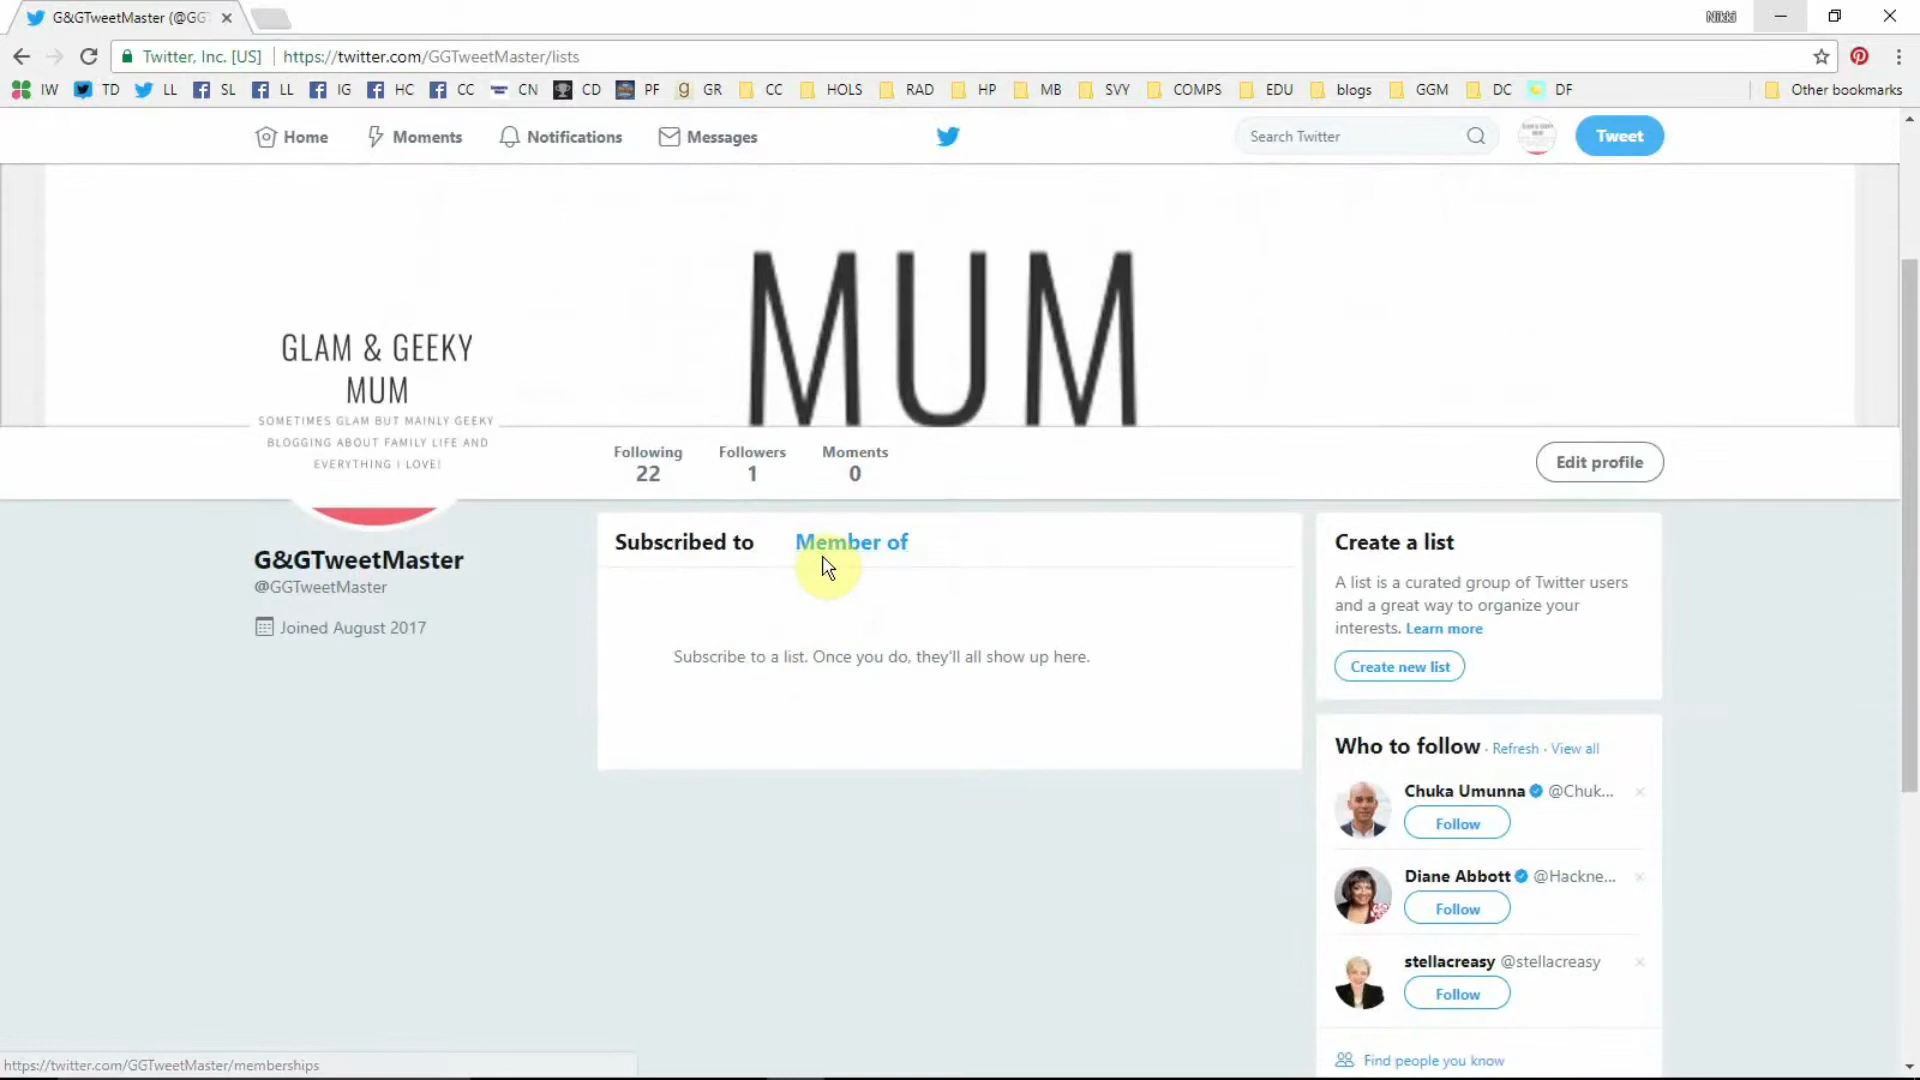 G&GTweetMaster (@GG
Nikki
Twitter, Inc. [US]
https://twitter.com/GGTweetMaster/lists
IW TD LL SL LL IG HC CC CN CD PF GR CC HOLS RAD HP MB SVY COMPS EDU blogs GGM DC DF Other bookmarks
Home Moments Notifications Messages Search Twitter Tweet
MUM
GLAM & GEEKY
MUM
SOMETIMES GLAM BUT MAINLY GEEKY
BLOGGING ABOUT FAMILY LIFE AND
EVERYTHING I LOVE!
Following Followers Moments
22 1 0
Edit profile
G&GTweetMaster
@GGTweetMaster
Joined August 2017
Subscribed to Member of
Subscribe to a list. Once you do, they'll all show up here.
Create a list
A list is a curated group of Twitter users
and a great way to organize your
interests. Learn more
Create new list
Who to follow · Refresh · View all
Chuka Umunna @Chuk...
Follow
Diane Abbott @Hackne...
Follow
stellacreasy @stellacreasy
Follow
Find people you know
https://twitter.com/GGTweetMaster/memberships